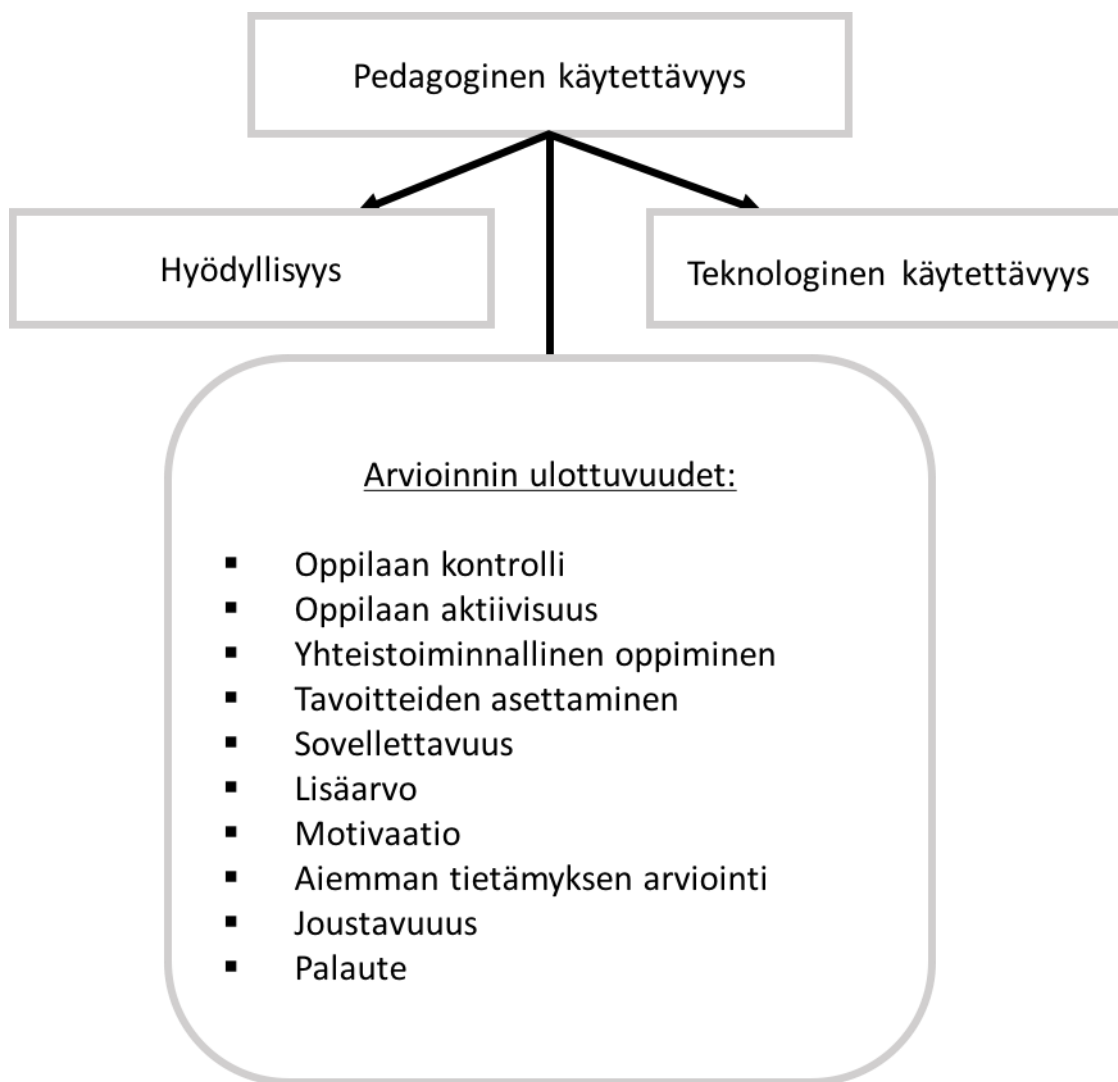 Pedagoginen käytettävyys
Hyödyllisyys
Teknologinen käytettävyys
Arvioinnin ulottuvuudet:
▪ Oppilaan kontrolli
▪ Oppilaan aktiivisuus
▪ Yhteistoiminnallinen oppiminen
▪ Tavoitteiden asettaminen
▪ Sovellettavuus
▪ Lisäarvo
▪ Motivaatio
▪ Aiemman tietämyksen arviointi
▪ Joustavuuus
▪ Palaute